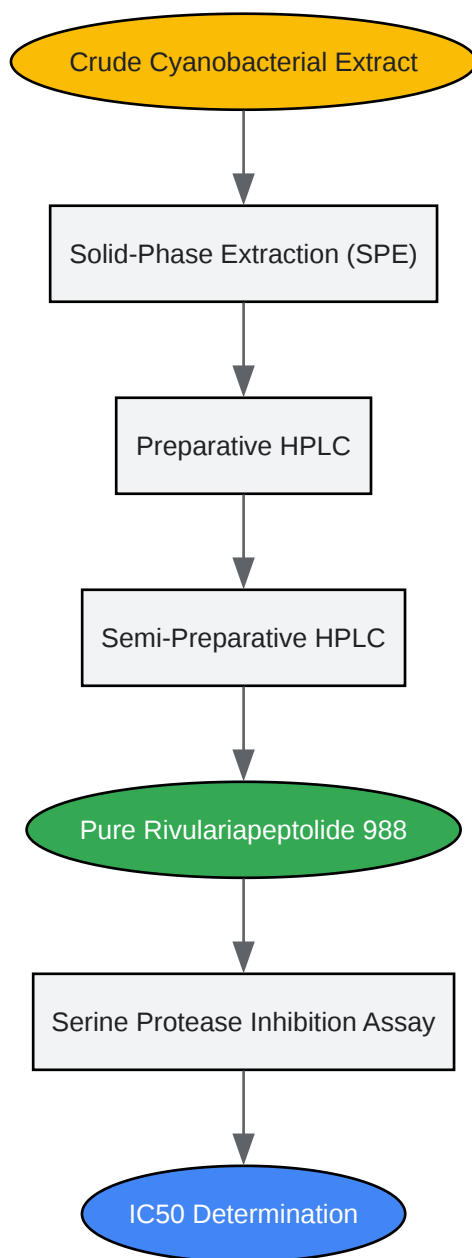 Crude Cyanobacterial Extract
Solid-Phase Extraction (SPE)
Preparative HPLC
Semi-Preparative HPLC
Pure Rivulariapeptolide 988
Serine Protease Inhibition Assay
IC50 Determination